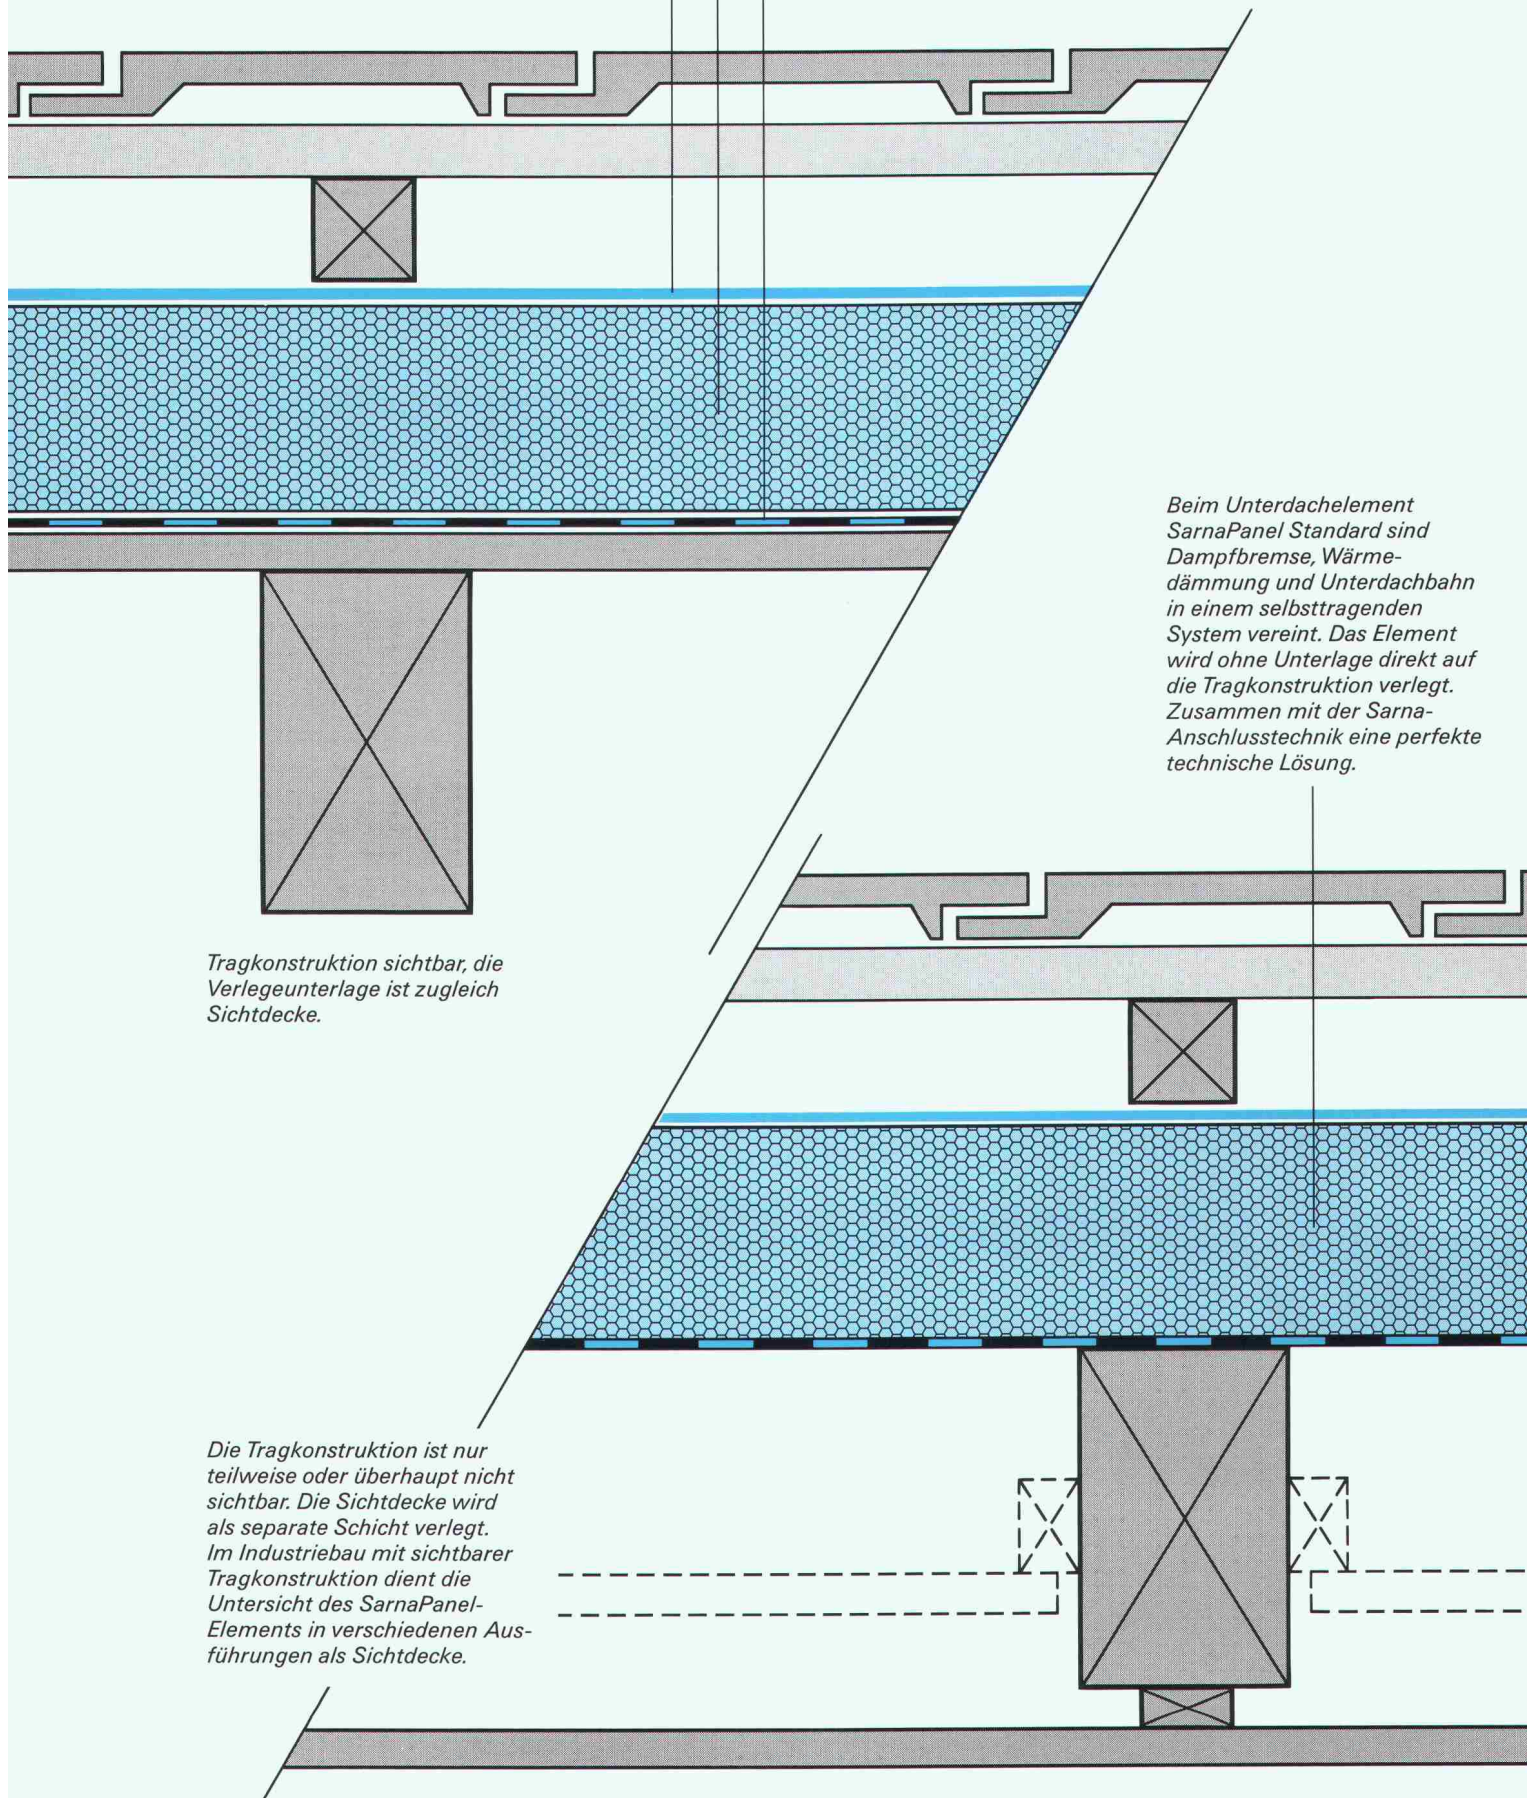 Beim Unterdachelement
SarnaPanel Standard sind
Dampfbremse, Wärme-
dämmung und Unterdachbahn
in einem selbsttragenden
System vereint. Das Element
wird ohne Unterlage direkt auf
die Tragkonstruktion verlegt.
Zusammen mit der Sarna-
Anschlusstechnik eine perfekte
technische Lösung.
Tragkonstruktion sichtbar, die
Verlegeunterlage ist zugleich
Sichtdecke.
Die Tragkonstruktion ist nur
teilweise oder überhaupt nicht
sichtbar. Die Sichtdecke wird
als separate Schicht verlegt.
Im Industriebau mit sichtbarer
Tragkonstruktion dient die
Untersicht des SarnaPanel-
Elements in verschiedenen Aus-
führungen als Sichtdecke.